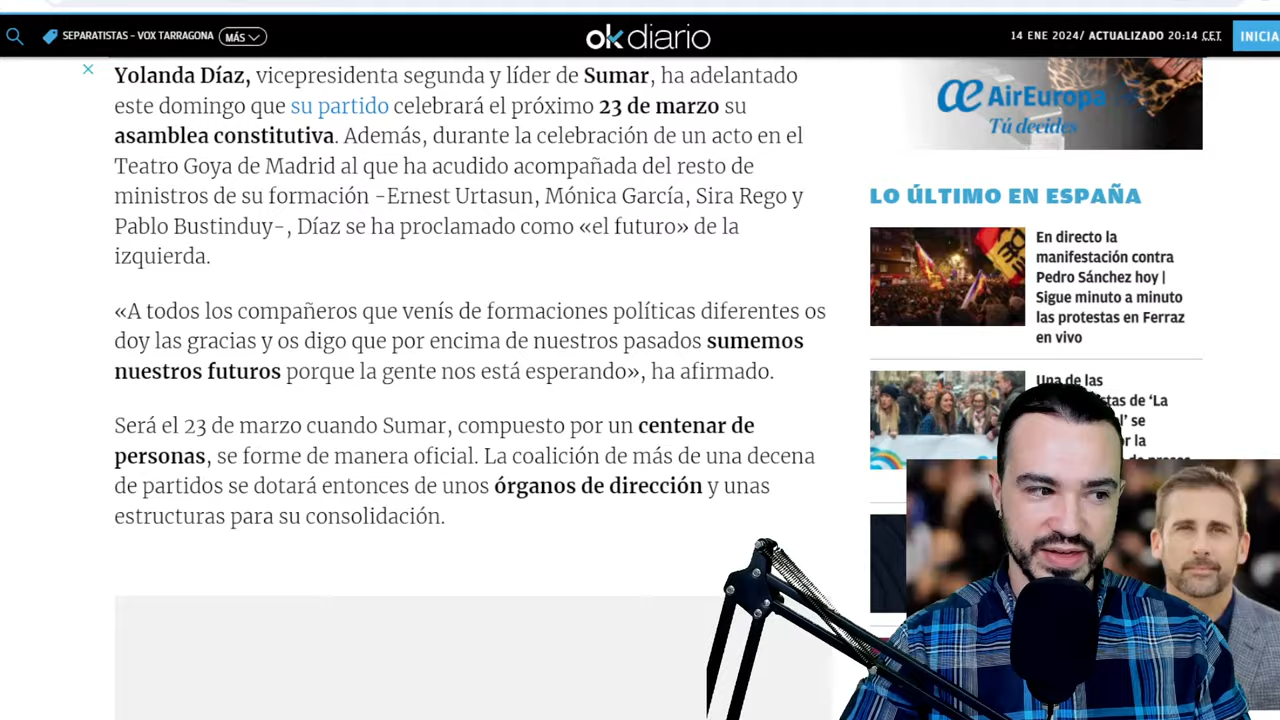 SEPARATISTAS – VOX TARRAGONA
MÁS
okdiario
14 ENE 2024/ ACTUALIZADO 20:14 CET
INICIA
Yolanda Díaz, vicepresidenta segunda y líder de Sumar, ha adelantado
este domingo que su partido celebrará el próximo 23 de marzo su
asamblea constitutiva. Además, durante la celebración de un acto en el
Teatro Goya de Madrid al que ha acudido acompañada del resto de
ministros de su formación -Ernest Urtasun, Mónica García, Sira Rego y
Pablo Bustinduy-, Díaz se ha proclamado como «el futuro» de la
izquierda.
«A todos los compañeros que venís de formaciones políticas diferentes os
doy las gracias y os digo que por encima de nuestros pasados sumemos
nuestros futuros porque la gente nos está esperando», ha afirmado.
Será el 23 de marzo cuando Sumar, compuesto por un centenar de
personas, se forme de manera oficial. La coalición de más de una decena
de partidos se dotará entonces de unos órganos de dirección y unas
estructuras para su consolidación.
AirEuropa
Tú decides
LO ÚLTIMO EN ESPAÑA
En directo la
manifestación contra
Pedro Sánchez hoy |
Sigue minuto a minuto
las protestas en Ferraz
en vivo
Una de las
de 'La
se
la